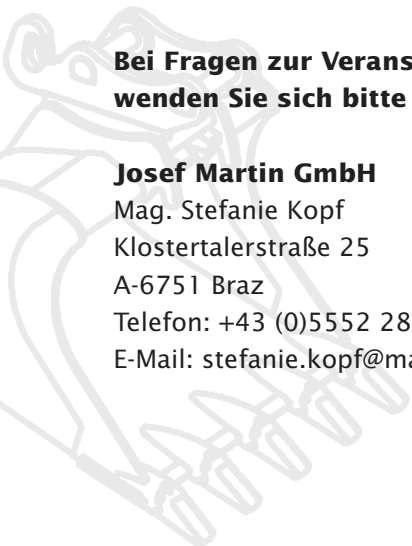 Bei Fragen zur Verans
wenden Sie sich bitte
Josef Martin GmbH
Mag. Stefanie Kopf
Klostertalerstraße 25
A-6751 Braz
Telefon: +43 (0)5552 28
E-Mail: stefanie.kopf@ma